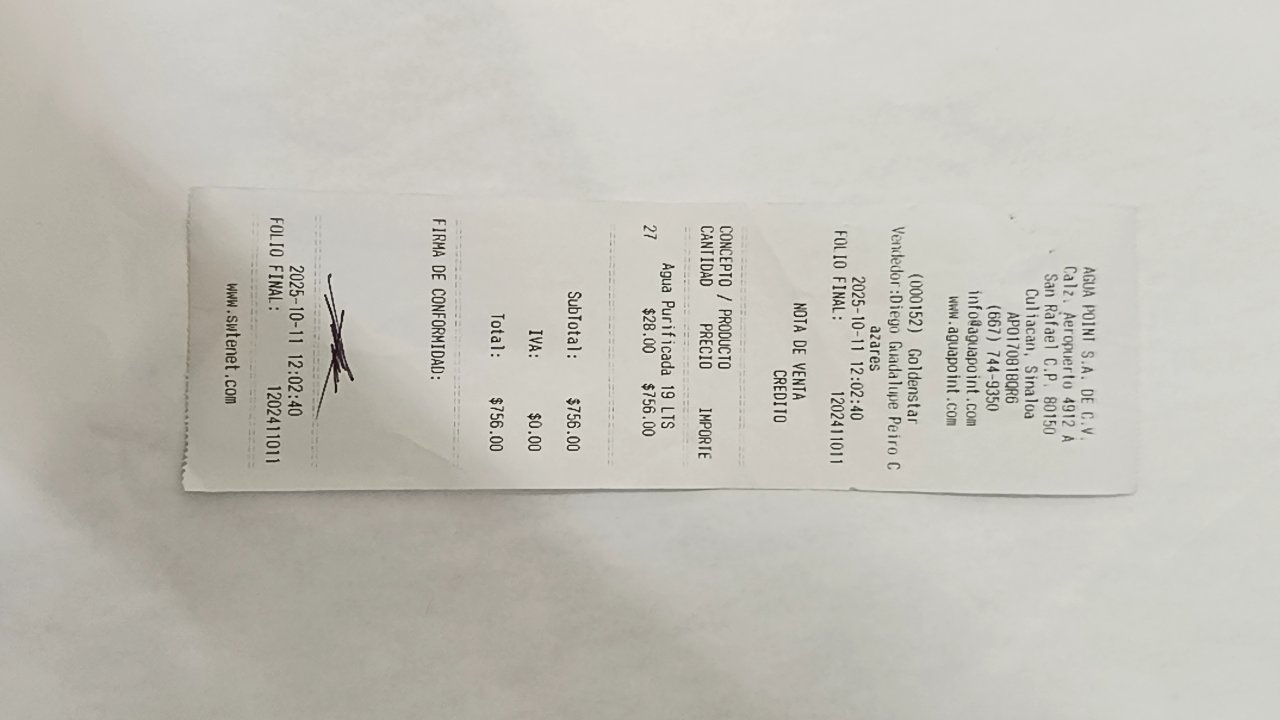 AGUA POINT S.A. DE C.V.
Calz. Aeropuerto 4912 A
San Rafael C.P. 80150
Culiacan, Sinaloa
APO170818QR6
(667) 744-9350
info@aguapoint.com
www.aguapoint.com
(000152) Goldenstar
Vendedor:Diego Guadalupe Peiro C
azares
2025-10-11 12:02:40
FOLIO FINAL: 1202411011
NOTA DE VENTA
CREDITO
CONCEPTO / PRODUCTO
CANTIDAD PRECIO IMPORTE
Agua Purificada 19 LTS
27 $28.00 $756.00
SubTotal: $756.00
IVA: $0.00
Total: $756.00
FIRMA DE CONFORMIDAD:
2025-10-11 12:02:40
FOLIO FINAL: 1202411011
www.swtenet.com